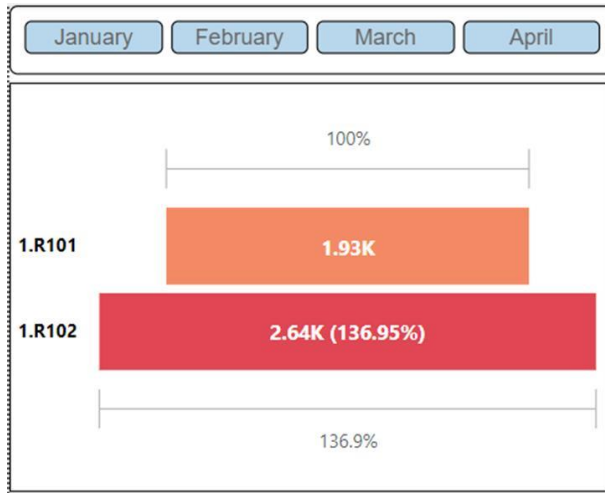 January February March April
100%
1.R101 1.93K
1.R102 2.64K (136.95%)
136.9%